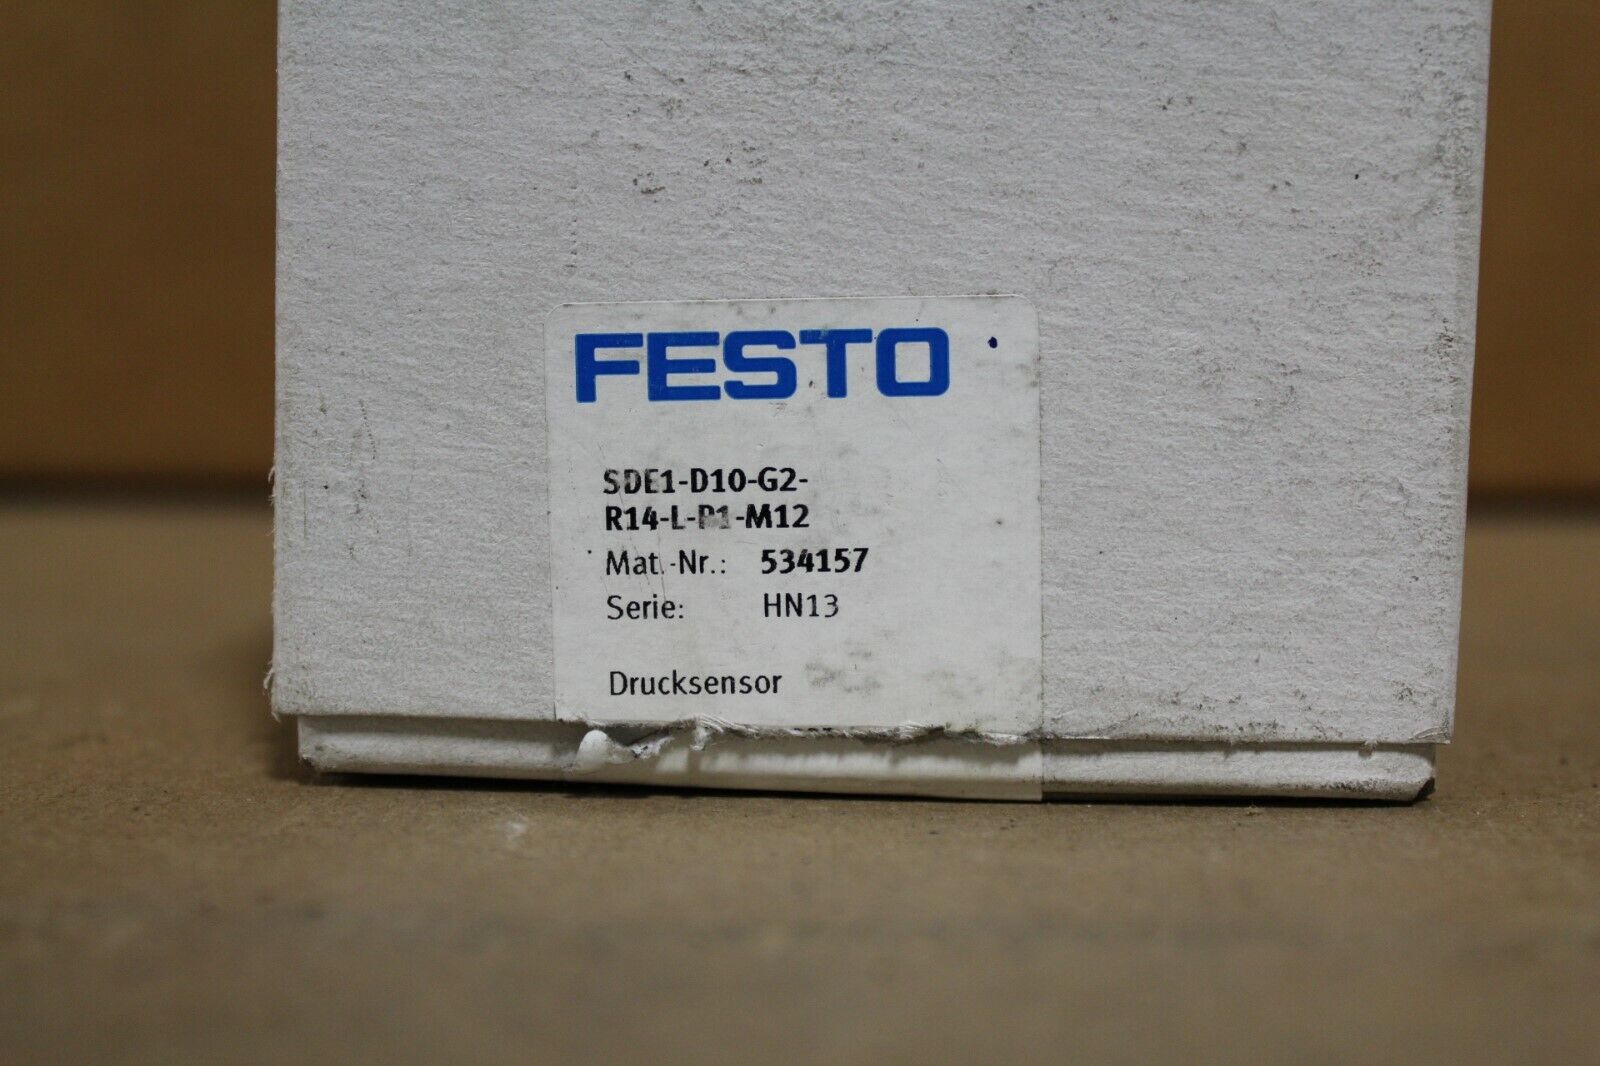 FESTO
SDE1-D10-G2-
R14-L-P1-M12
Mat.-Nr.: 534157
Serie: HN13
Drucksensor